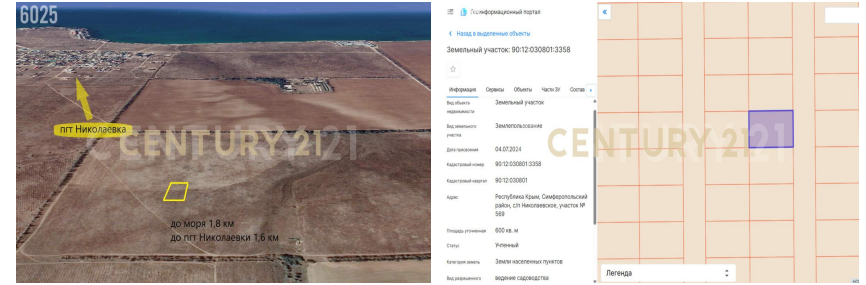 6025
пгт Николаевка
CENTURY 21
до моря 1,8 км
до пгт Николаевки 1,6 км
Геоинформационный портал
Назад в выделенные объекты
Земельный участок: 90:12:030801:3358
Информация Сервисы Объекты Части ЗУ Состав
Вид объекта недвижимости Земельный участок
Вид земельного участка Землепользование
Дата присвоения 04.07.2024
Кадастровый номер 90:12:030801:3358
Кадастровый квартал 90:12:030801
Адрес Республика Крым, Симферопольский
район, с/п Николаевское, участок №
569
Площадь уточненная 600 кв. м
Статус Учтенный
Категория земель Земли населенных пунктов
Вид разрешенного ведение садоводства
CENTURY 21
Легенда